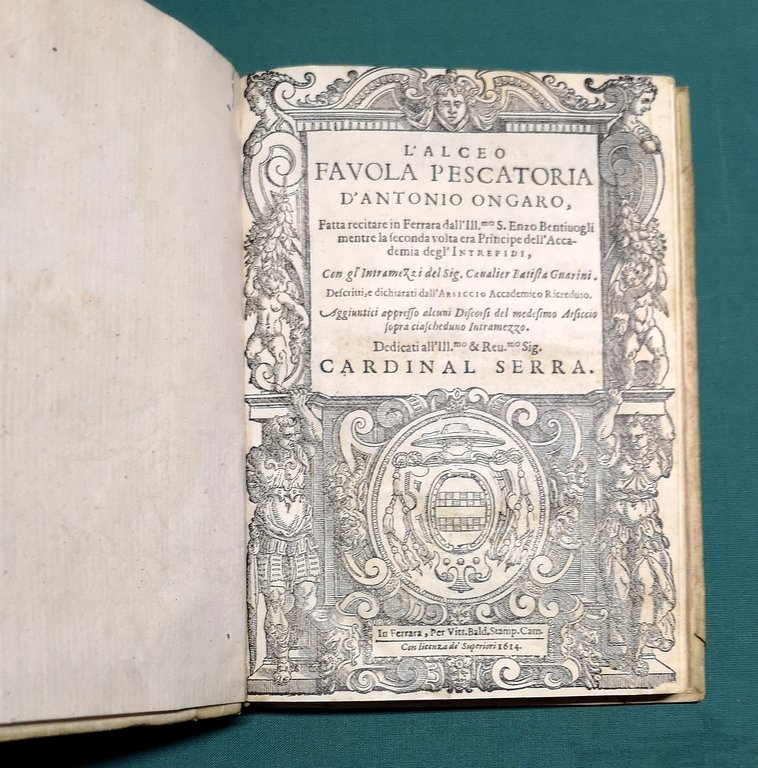 L'ALCEO
FAVOLA PESCATORIA
D'ANTONIO ONGARO,
Fatta recitare in Ferrara dall'Ill.mo S. Enzo Bentiuogli
mentre la ſeconda volta era Principe dell'Acca-
demia degl' INTREPIDI,
Con gl'Intramezzi del Sig. Caualier Batiſta Guarini.
Deſcritti, e dichiarati dall'ARSICCIO Accademico Ricreduto.
Aggiuntici appreſſo alcuni Diſcorſi del medeſimo Arſiccio
ſopra ciaſcheduno Intramezzo.
Dedicati all'Ill.mo & Reu.mo Sig.
CARDINAL SERRA.
In Ferrara, Per Vitt. Bald. Stamp. Cam.
Con licenza de' Superiori 1614.